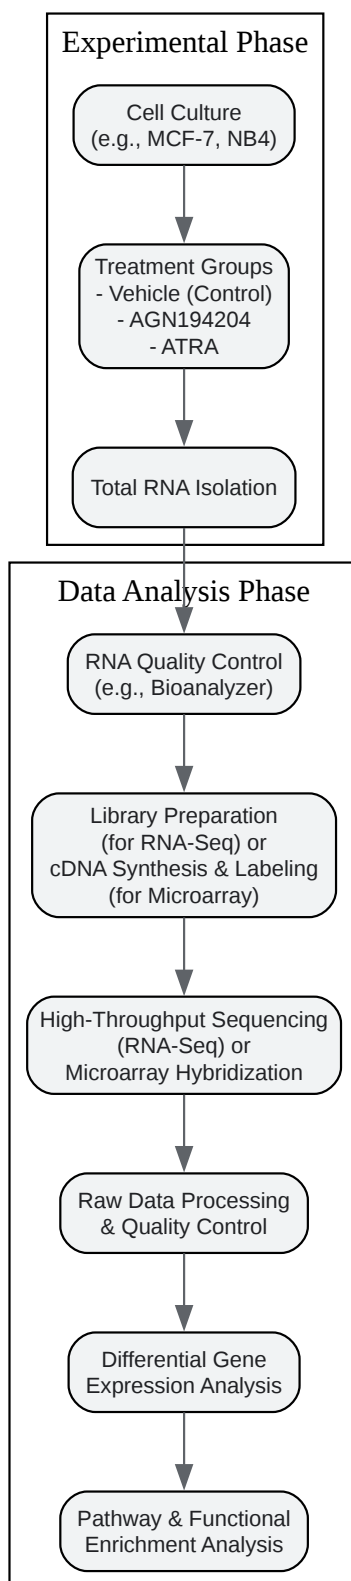 Experimental Phase
Cell Culture
(e.g., MCF-7, NB4)
Treatment Groups
- Vehicle (Control)
- AGN194204
- ATRA
Total RNA Isolation
Data Analysis Phase
RNA Quality Control
(e.g., Bioanalyzer)
Library Preparation
(for RNA-Seq) or
cDNA Synthesis & Labeling
(for Microarray)
High-Throughput Sequencing
(RNA-Seq) or
Microarray Hybridization
Raw Data Processing
& Quality Control
Differential Gene
Expression Analysis
Pathway & Functional
Enrichment Analysis